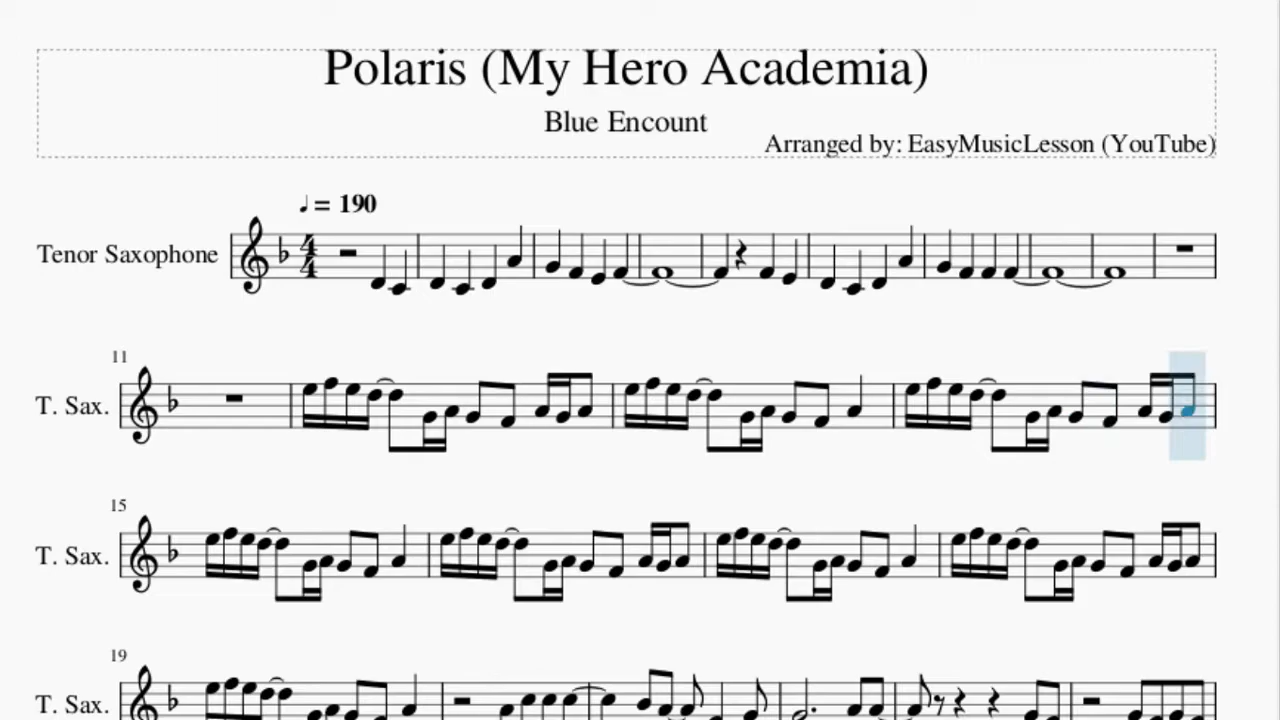 Polaris (My Hero Academia)
Blue Encount
Arranged by: EasyMusicLesson (YouTube)
♩ = 190
Tenor Saxophone
4
4
11
T. Sax.
15
T. Sax.
19
T. Sax.